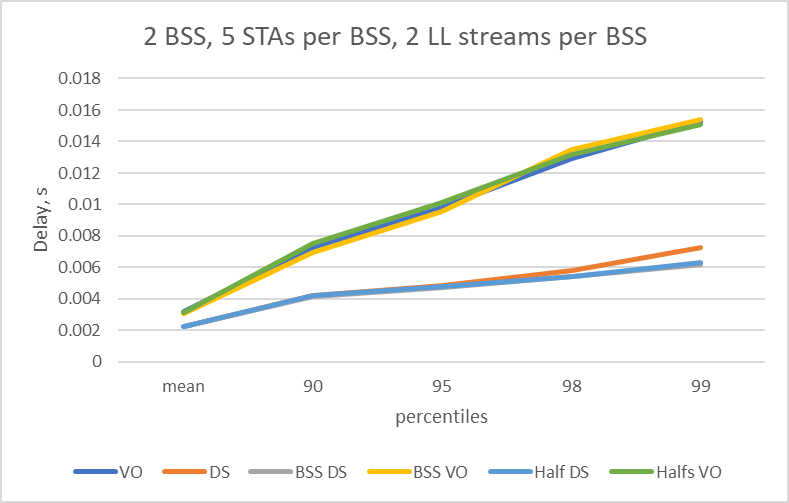 2 BSS, 5 STAs per BSS, 2 LL streams per BSS
0.018
0.016
0.014
0.012
0.01
0.008
0.006
0.004
0.002
0
Delay, s
mean 90 95 98 99
percentiles
VO DS BSS DS BSS VO Half DS Halfs VO